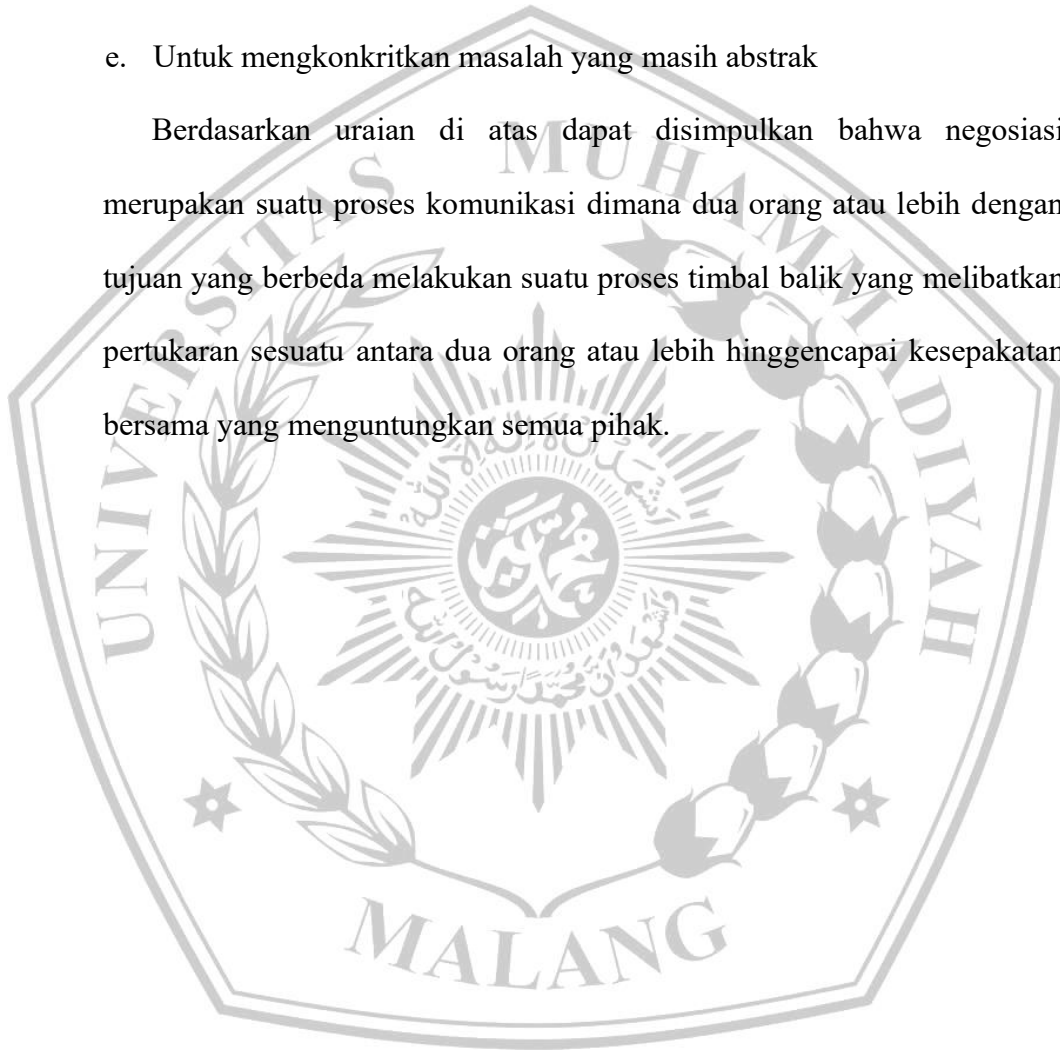 e. Untuk mengkonkritkan masalah yang masih abstrak
Berdasarkan uraian di atas dapat disimpulkan bahwa negosiasi
merupakan suatu proses komunikasi dimana dua orang atau lebih dengan
tujuan yang berbeda melakukan suatu proses timbal balik yang melibatkan
pertukaran sesuatu antara dua orang atau lebih hinggencapai kesepakatan
bersama yang menguntungkan semua pihak.
UNIVERSITAS MUHAMMADIYAH
MALANG